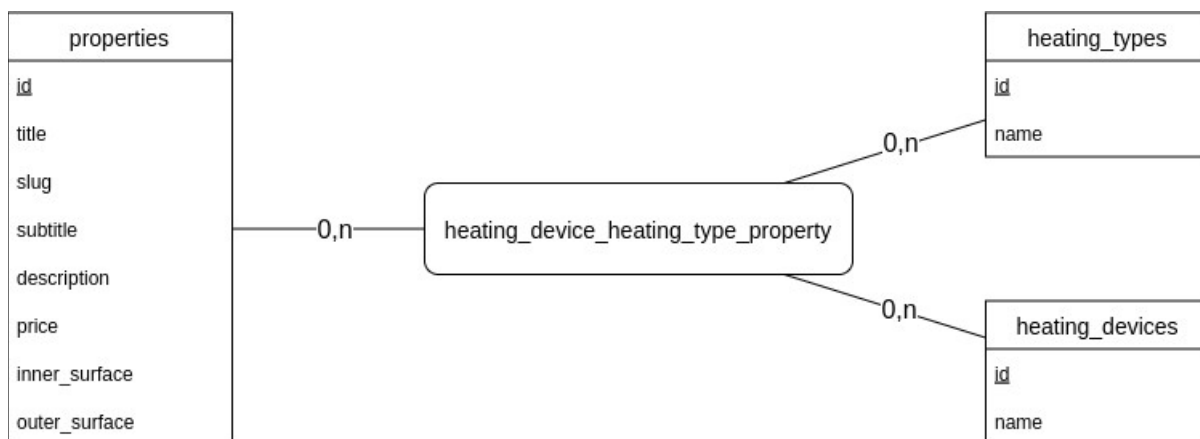 properties
id
title
slug
subtitle
description
price
inner_surface
outer_surface
0,n
heating_device_heating_type_property
0,n
heating_types
id
name
0,n
heating_devices
id
name